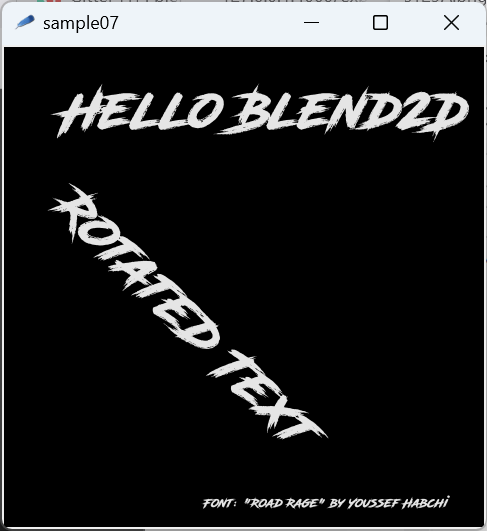 sample07
HELLO BLEND2D
ROTATED TEXT
FONT: "ROAD RAGE" BY YOUSSEF HABCHI